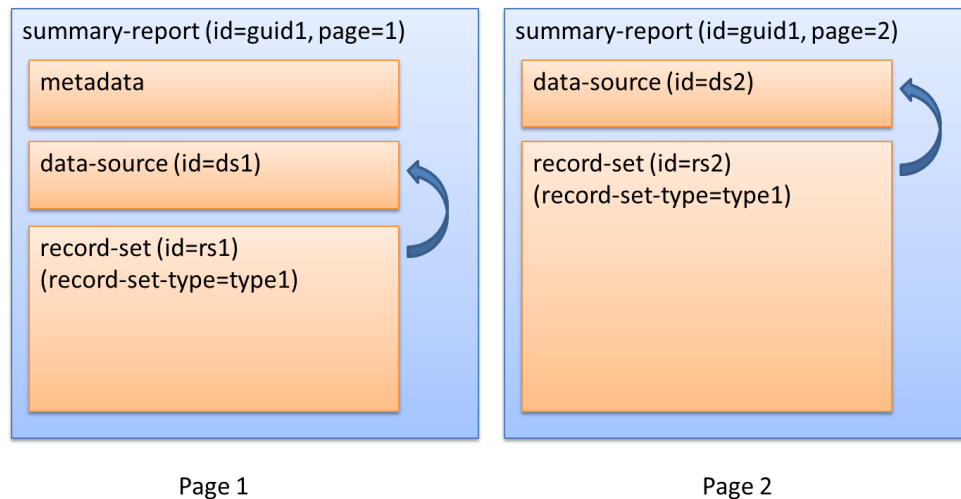 summary-report (id=guid1, page=1)
metadata
data-source (id=ds1)
record-set (id=rs1)
(record-set-type=type1)
Page 1
summary-report (id=guid1, page=2)
data-source (id=ds2)
record-set (id=rs2)
(record-set-type=type1)
Page 2